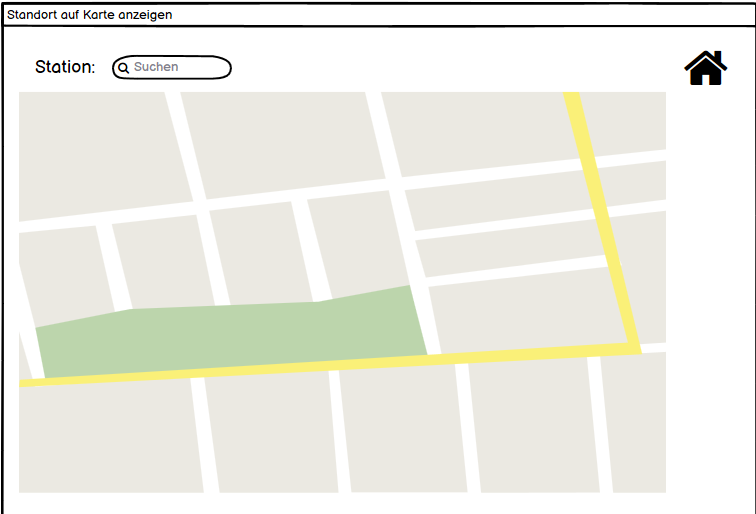 Standort auf Karte anzeigen
Station:
Suchen